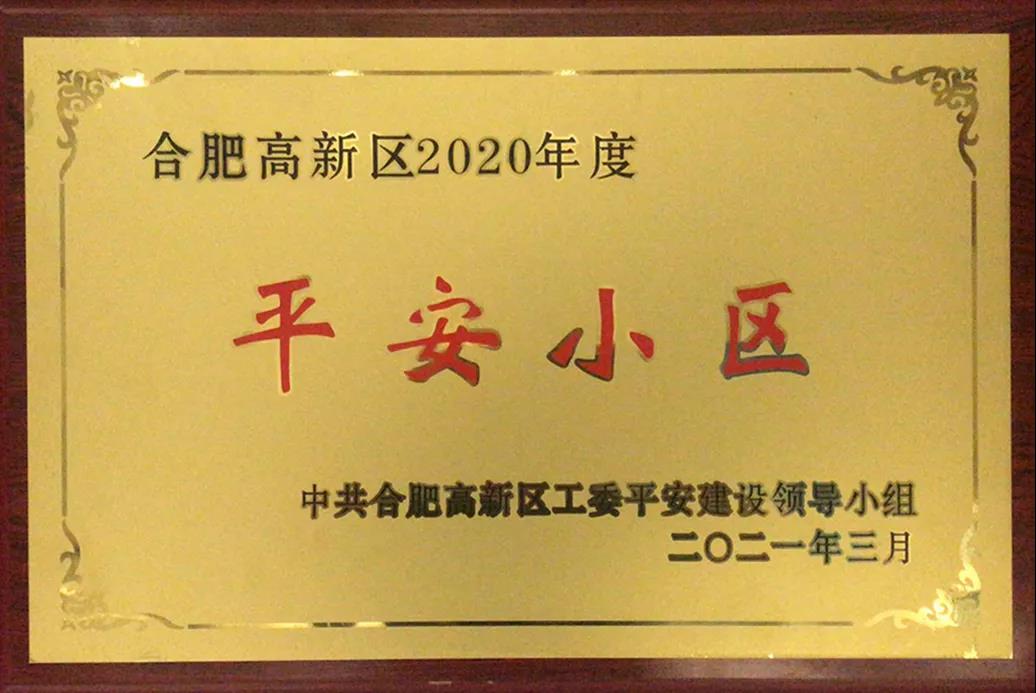 合肥高新区2020年度
平安小区
中共合肥高新区工委平安建设领导小组
二〇二一年三月